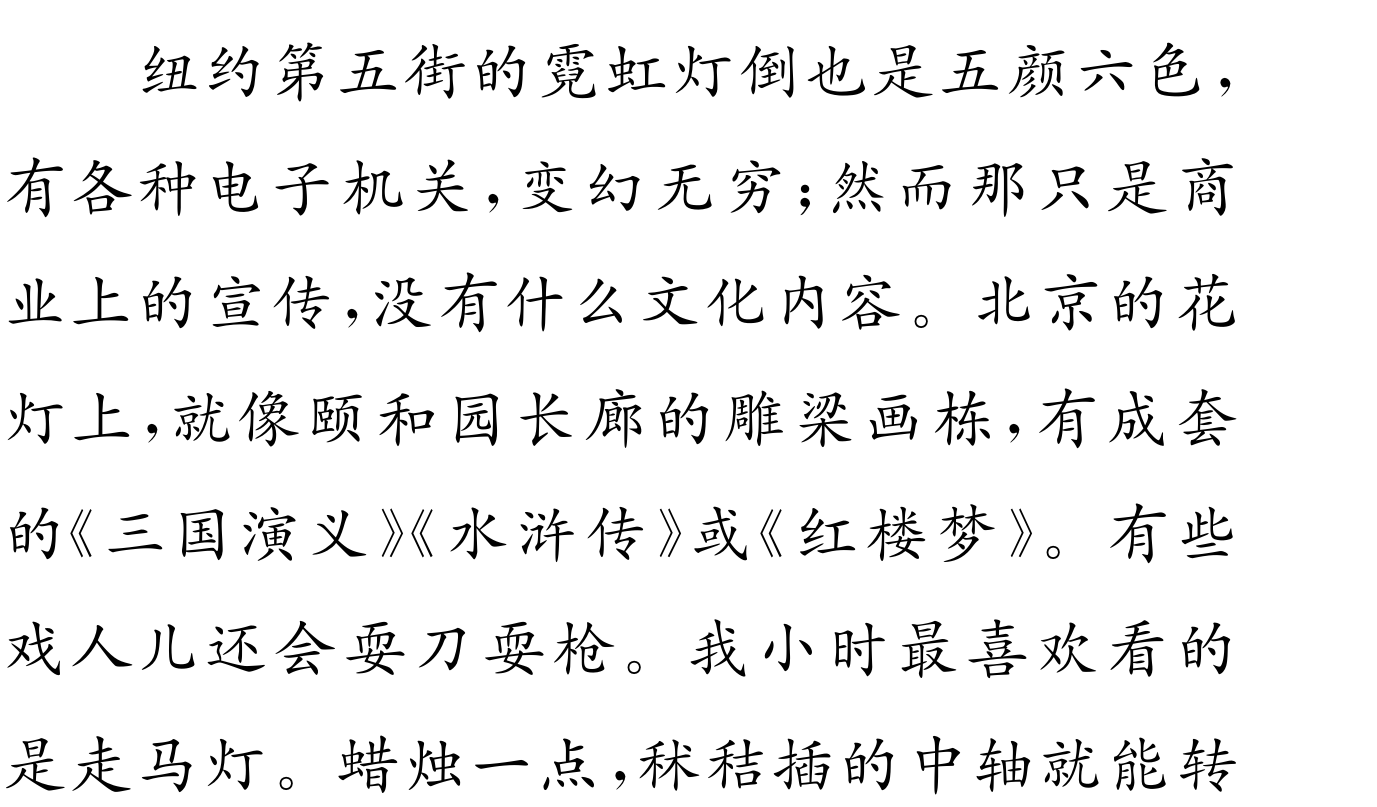 纽约第五街的霓虹灯倒也是五颜六色，
有各种电子机关，变幻无穷；然而那只是商
业上的宣传，没有什么文化内容。北京的花
灯上，就像颐和园长廊的雕梁画栋，有成套
的《三国演义》《水浒传》或《红楼梦》。有些
戏人儿还会耍刀耍枪。我小时最喜欢看的
是走马灯。蜡烛一点，秫秸插的中轴就能转